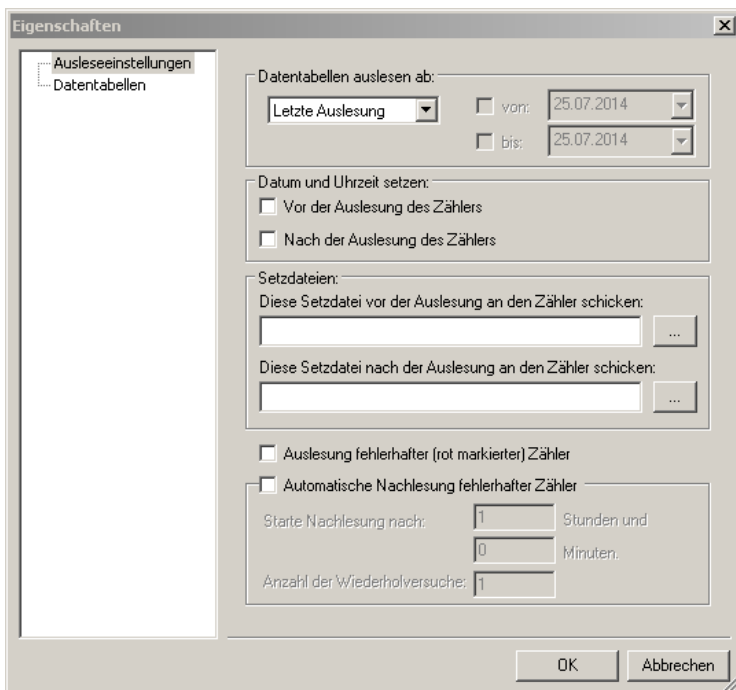 Eigenschaften
Ausleseeinstellungen
Datentabellen
Datentabellen auslesen ab:
Letzte Auslesung
von:
25.07.2014
bis:
25.07.2014
Datum und Uhrzeit setzen:
Vor der Auslesung des Zählers
Nach der Auslesung des Zählers
Setzdateien:
Diese Setzdatei vor der Auslesung an den Zähler schicken:
...
Diese Setzdatei nach der Auslesung an den Zähler schicken:
...
Auslesung fehlerhafter (rot markierter) Zähler
Automatische Nachlesung fehlerhafter Zähler
Starte Nachlesung nach: 1 Stunden und
0 Minuten.
Anzahl der Wiederholversuche: 1
OK Abbrechen